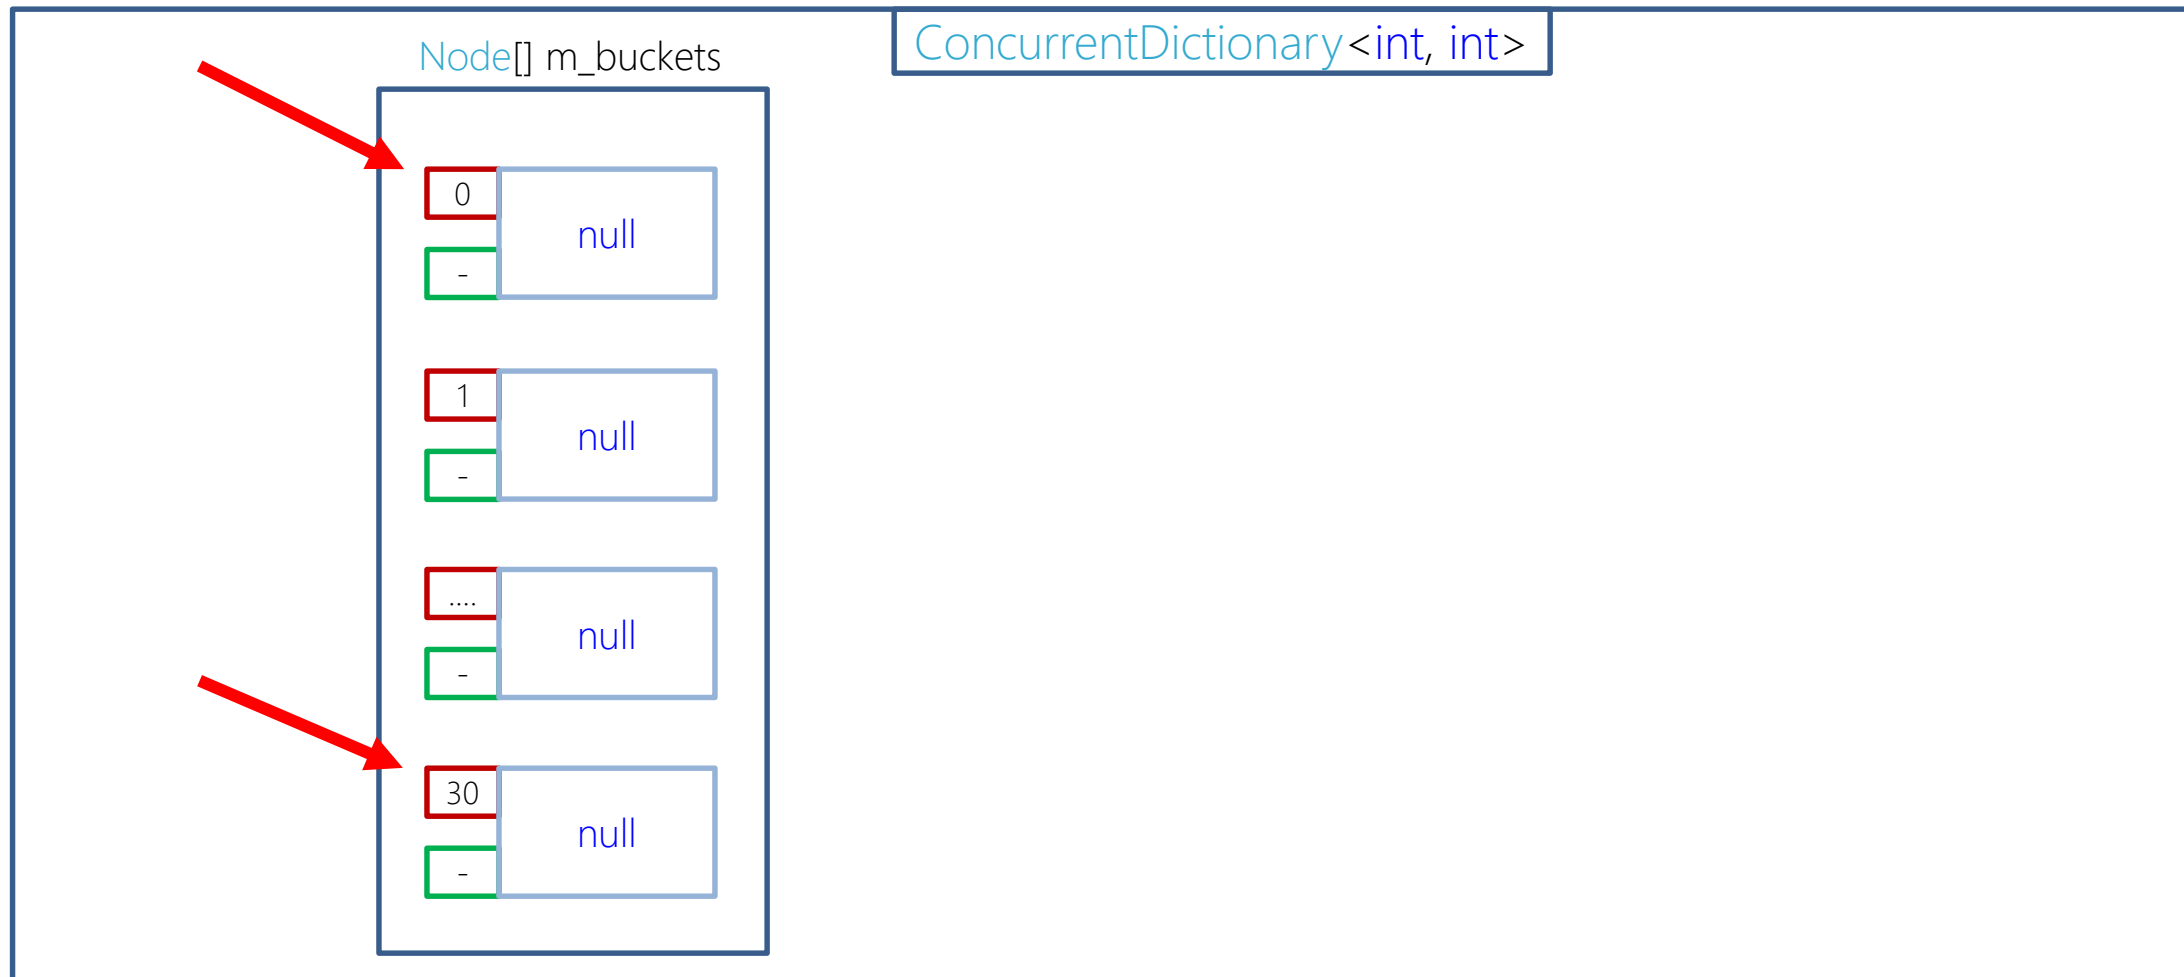 ConcurrentDictionary<int, int>
Node[] m_buckets
0
null
-
1
null
-
....
null
-
30
null
-